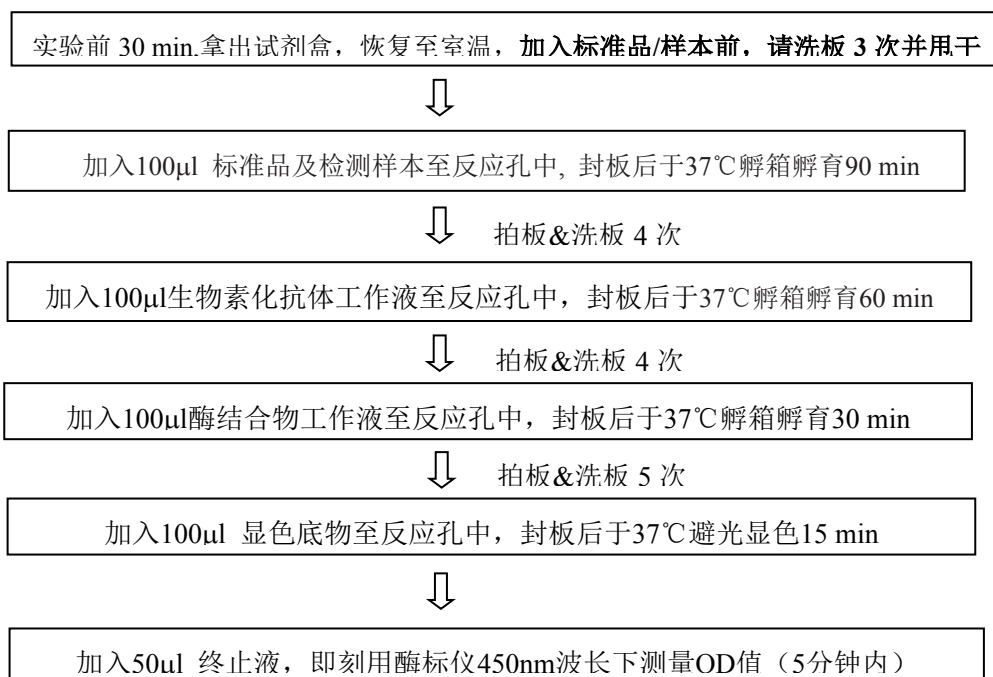 实验前 30 min.拿出试剂盒，恢复至室温，加入标准品/样本前，请洗板 3 次并甩干
加入100μl 标准品及检测样本至反应孔中, 封板后于37℃孵箱孵育90 min
拍板&洗板 4 次
加入100μl生物素化抗体工作液至反应孔中，封板后于37℃孵箱孵育60 min
拍板&洗板 4 次
加入100μl酶结合物工作液至反应孔中，封板后于37℃孵箱孵育30 min
拍板&洗板 5 次
加入100μl 显色底物至反应孔中，封板后于37℃避光显色15 min
加入50μl 终止液，即刻用酶标仪450nm波长下测量OD值（5分钟内）